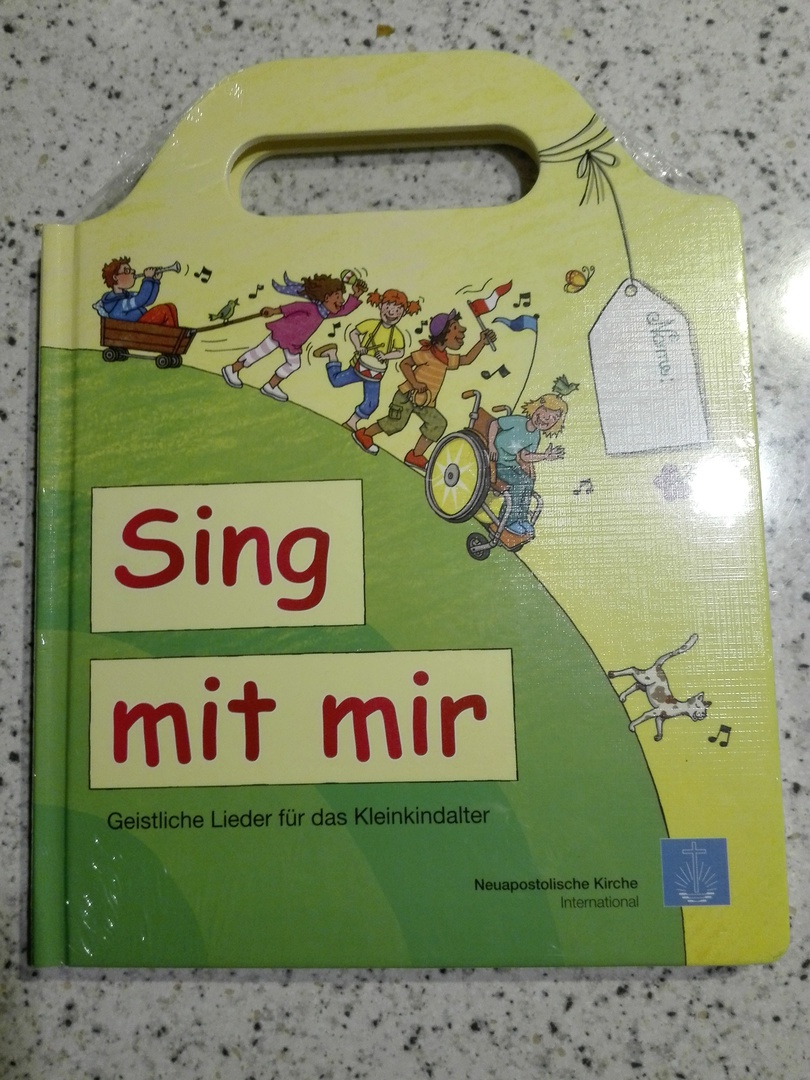 Name:
Sing
mit mir
Geistliche Lieder für das Kleinkindalter
Neuapostolische Kirche
International